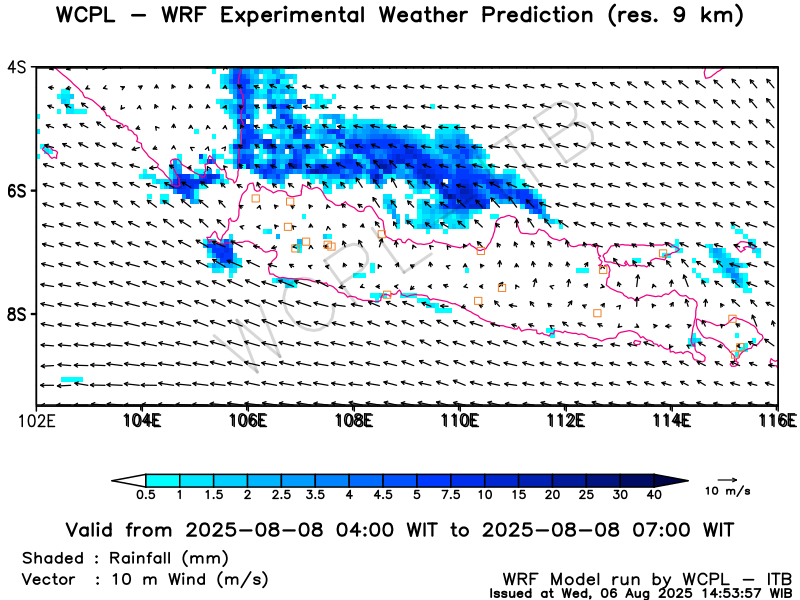 WCPL – WRF Experimental Weather Prediction (res. 9 km)
4S
6S
8S
102E 104E 106E 108E 110E 112E 114E 116E
WCPL ITB
0.5 1 1.5 2 2.5 3.5 4 4.5 5 7.5 10 15 20 25 30 40
10 m/s
Valid from 2025-08-08 04:00 WIT to 2025-08-08 07:00 WIT
Shaded : Rainfall (mm)
Vector : 10 m Wind (m/s)
WRF Model run by WCPL – ITB
Issued at Wed, 06 Aug 2025 14:53:57 WIB